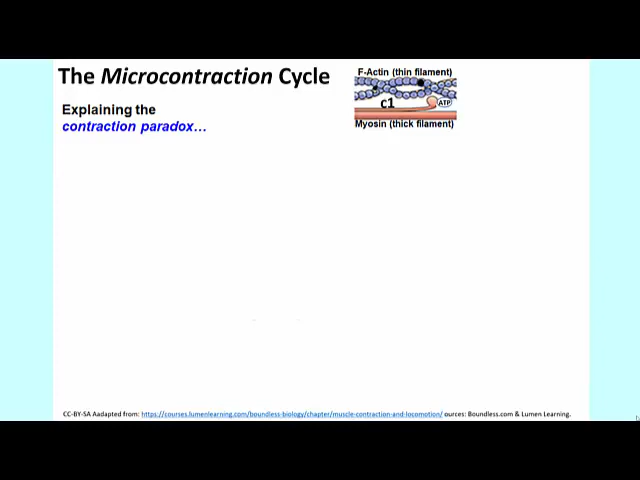 The Microcontraction Cycle
Explaining the
contraction paradox…
F-Actin (thin filament)
c1
ATP
Myosin (thick filament)
CC-BY-SA Aadapted from: https://courses.lumenlearning.com/boundless-biology/chapter/muscle-contraction-and-locomotion/ ources: Boundless.com & Lumen Learning.